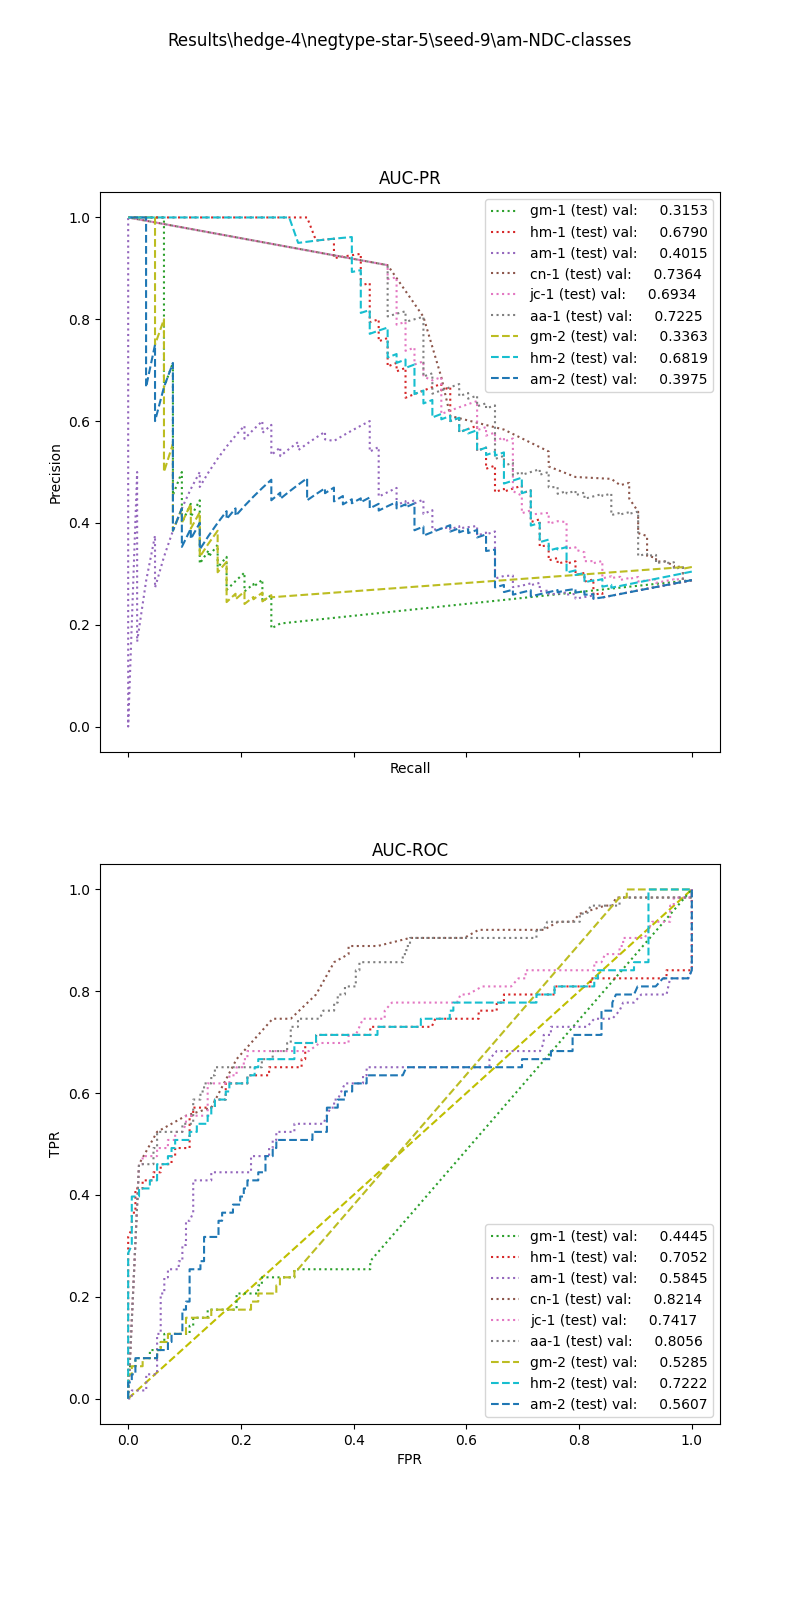 Results\hedge-4\negtype-star-5\seed-9\am-NDC-classes
AUC-PR
gm-1 (test) val: 0.3153
hm-1 (test) val: 0.6790
am-1 (test) val: 0.4015
cn-1 (test) val: 0.7364
jc-1 (test) val: 0.6934
aa-1 (test) val: 0.7225
gm-2 (test) val: 0.3363
hm-2 (test) val: 0.6819
am-2 (test) val: 0.3975
1.0
0.8
0.6
0.4
0.2
0.0
Precision
Recall
AUC-ROC
1.0
0.8
0.6
0.4
0.2
0.0
TPR
gm-1 (test) val: 0.4445
hm-1 (test) val: 0.7052
am-1 (test) val: 0.5845
cn-1 (test) val: 0.8214
jc-1 (test) val: 0.7417
aa-1 (test) val: 0.8056
gm-2 (test) val: 0.5285
hm-2 (test) val: 0.7222
am-2 (test) val: 0.5607
0.0 0.2 0.4 0.6 0.8 1.0
FPR